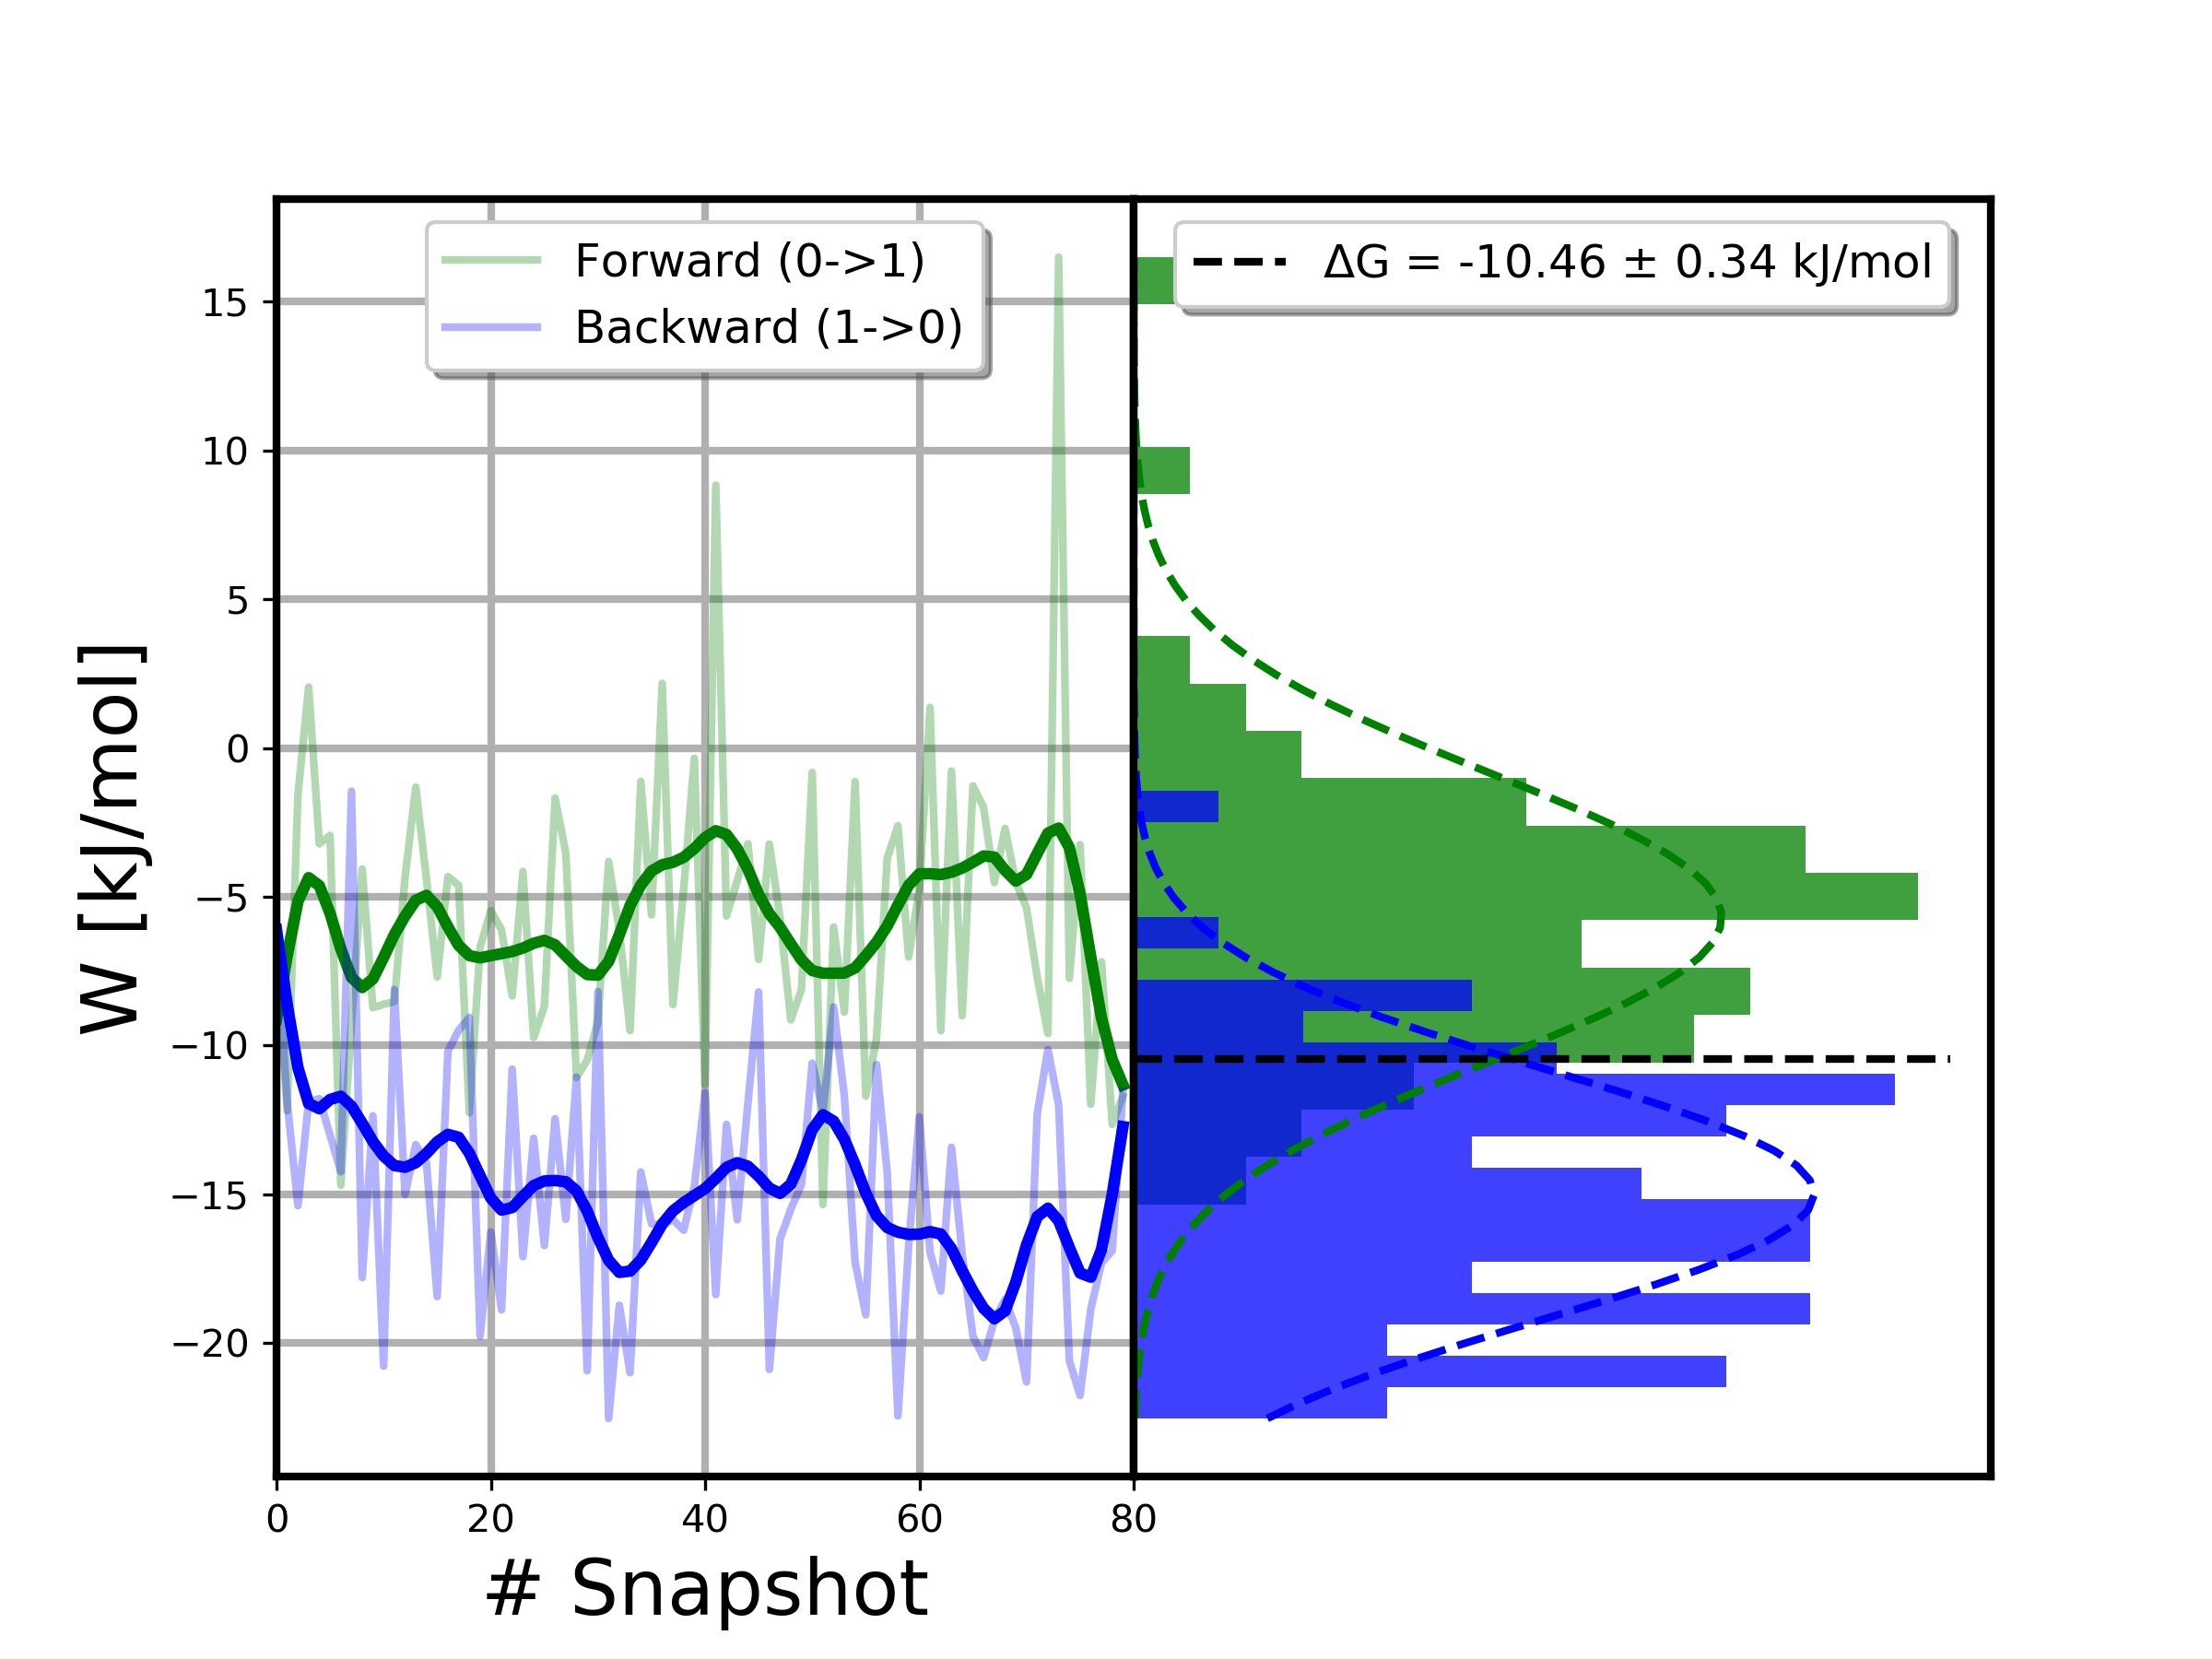 Forward (0->1)
Backward (1->0)
ΔG = -10.46 ± 0.34 kJ/mol
15
10
5
0
−5
−10
−15
−20
W [kJ/mol]
0
20
40
60
80
# Snapshot